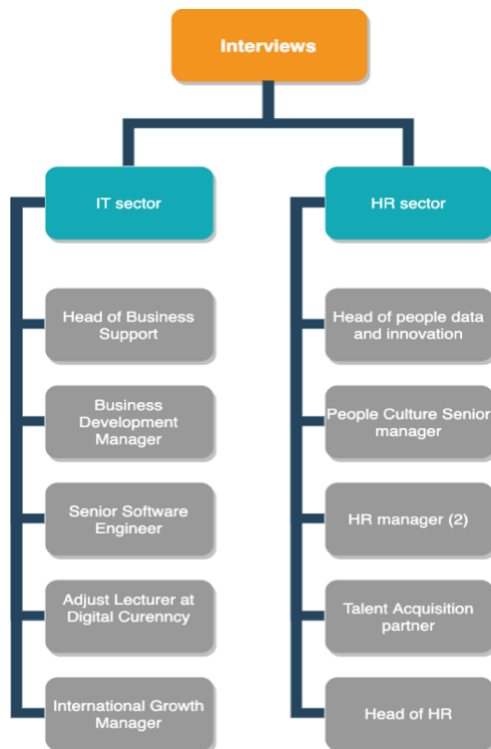 Interviews
IT sector
HR sector
Head of Business
Support
Head of people data
and innovation
Business
Development
Manager
People Culture Senior
manager
Senior Software
Engineer
HR manager (2)
Adjust Lecturer at
Digital Curenncy
Talent Acquisition
partner
International Growth
Manager
Head of HR